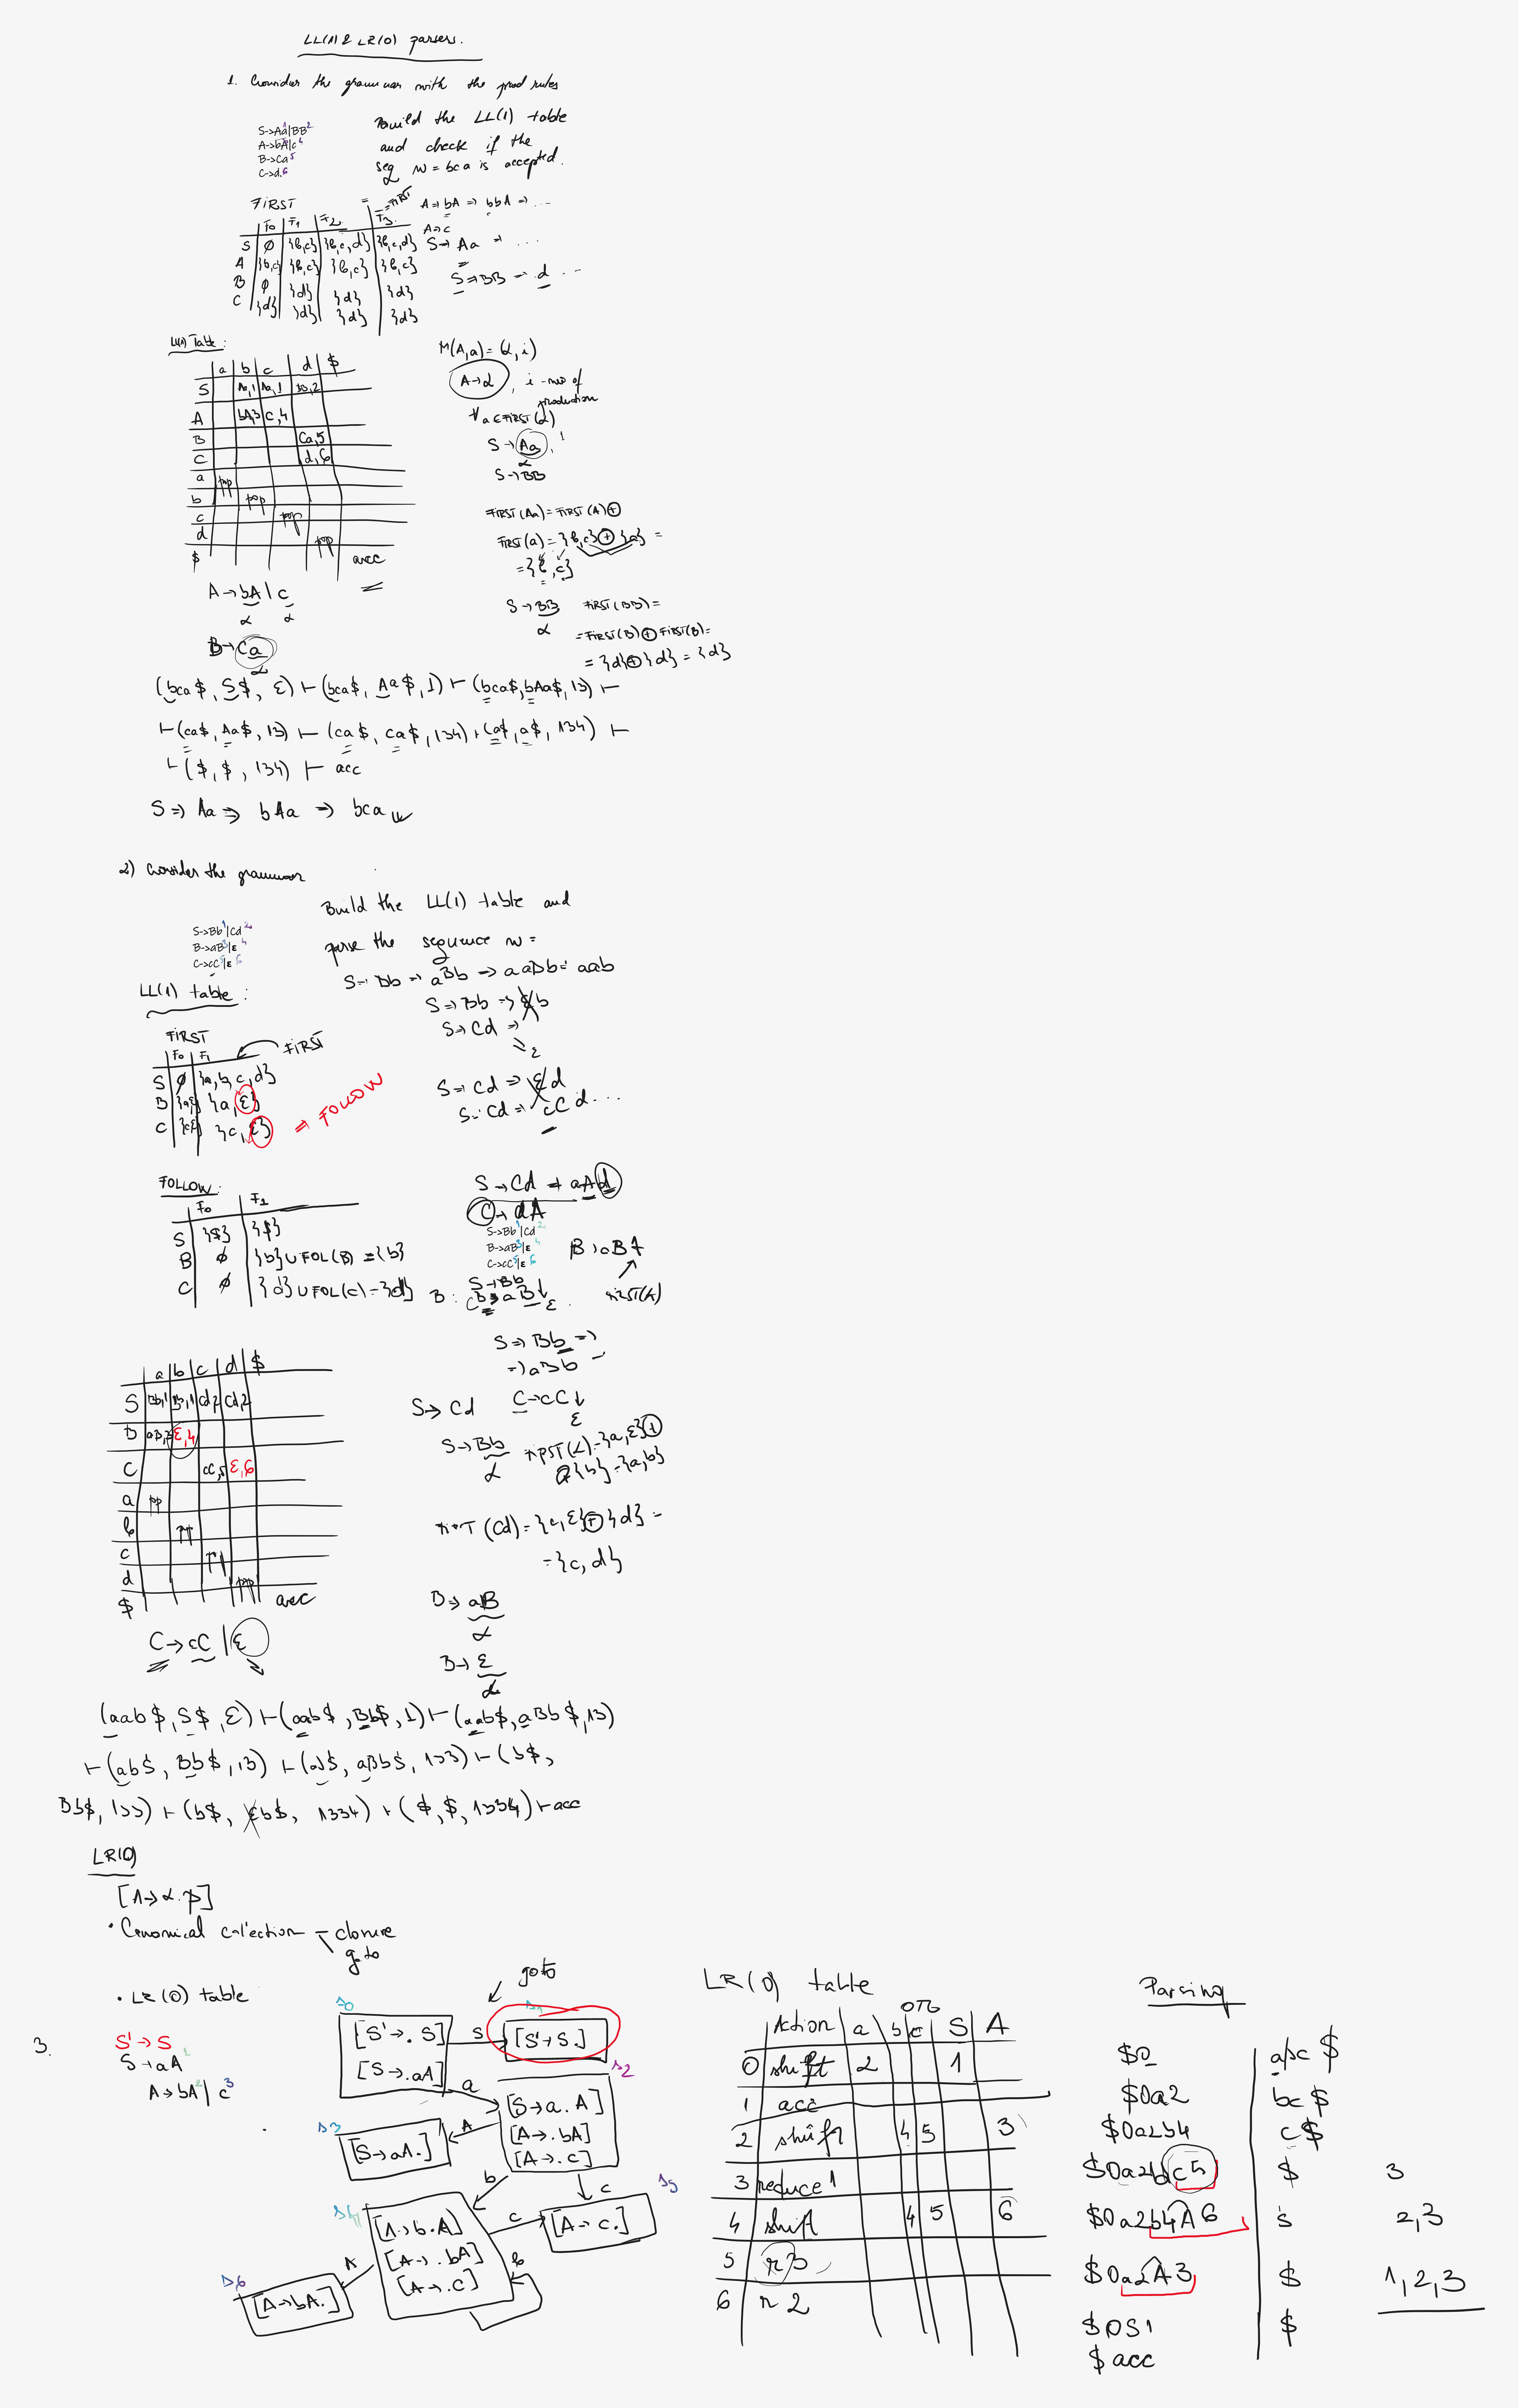 LL(1) & LR(0) parsers.
1. Consider the grammar with the prod rules
S->Aa1|BB2
A->bA3|c4
B->Ca5
C->d.6
Build the LL(1) table
and check if the
seq w = bca is accepted.
FIRST
F0 F1 F2 = F3 = FIRST
S ∅ {b,c} {b,c,d} {b,c,d}
A {b,c} {b,c} {b,c} {b,c}
B ∅ {d} {d} {d}
C {d} {d} {d} {d}
A => bA => bbA => ...
A => c
S -> Aa => ...
S => BB => d ...
LL(1) Table:
a b c d $
S Aa,1 Aa,1 BB,2
A bA,3 c,4
B Ca,5
C d,6
a pop
b pop
c pop
d pop
$ acc
M(A,a) = (α, i)
A->α, i - no of
production
∀a∈FIRST(α)
S->Aa, 1
α
S->BB
FIRST(Aa) = FIRST(A) ⊕
FIRST(a) = {b,c} ⊕ {a} =
= {b,c}
A->bA | c
α α
B->Ca
α
S->BB FIRST(BB) =
α
= FIRST(B) ⊕ FIRST(B) =
= {d} ⊕ {d} = {d}
(bca$, S$, ε) ⊢ (bca$, Aa$, 1) ⊢ (bca$, bAa$, 13) ⊢
⊢ (ca$, Aa$, 13) ⊢ (ca$, ca$, 134) ⊢ (a$, a$, 134) ⊢
⊢ ($, $, 134) ⊢ acc
S => Aa => bAa => bca
2) Consider the grammar
S->Bb1|Cd2
B->aB3|ε4
C->cC5|ε6
Build the LL(1) table and
parse the sequence w =
S => Bb => aBb => aaBb = aab
S => Bb => εb
S -> Cd =>
ε
LL(1) table:
FIRST
F0 F1 FIRST
S ∅ {a,b,c,d}
B {a,ε} {a,ε}
C {c,ε} {c,ε}
=> FOLLOW
S => Cd => εd
S => Cd => cCd...
FOLLOW:
F0 F1
S {$} {$}
B ∅ {b} ∪ FOL(B) = {b}
C ∅ {d} ∪ FOL(C) = {d}
S -> Cd => aAd
C -> dA
S->Bb1|Cd2
B->aB3|ε4
C->cC5|ε6
B->aBA
FIRST(A)
S->Bb
B: B->aB ε
S => Bb =>
=> aBb
a b c d $
S Bb,1 Bb,1 Cd,2 Cd,2
B aB,3 ε,4
C cC,5 ε,6
a pop
b pop
c pop
d pop
$ acc
S -> Cd C->cC
ε
S->Bb FIRST(α) = {a,ε} ⊕
α ⊕ {b} = {a,b}
FIRST(Cd) = {c,ε} ⊕ {d} =
= {c,d}
B -> aB
α
B -> ε
α
C -> cC | ε
(aab$, S$, ε) ⊢ (aab$, Bb$, 1) ⊢ (aab$, aBb$, 13)
⊢ (ab$, Bb$, 13) ⊢ (ab$, aBb$, 133) ⊢ (b$,
Bb$, 133) ⊢ (b$, εb$, 1334) ⊢ ($, $, 1334) ⊢ acc
LR(0)
[A -> α.β]
• Canonical collection - closure
goto
• LR(0) table
3.
S' -> S
S -> aA 1
A -> bA 2 | c 3
goto
s0
[S' -> .S]
[S -> .aA]
S
s1
[S' -> S.]
a
s2
[S -> a.A]
[A -> .bA]
[A -> .c]
A
s3
[S -> aA.]
b
c
s4
[A -> b.A]
[A -> .bA]
[A -> .c]
c
s5
[A -> c.]
b
A
s6
[A -> bA.]
LR(0) table
GOTO
Action a b c S A
0 shift 2 1
1 acc
2 shift 4 5 3
3 reduce 1
4 shift 4 5 6
5 r3
6 r2
Parsing
$0 abc$
$0a2 bc$
$0a2b4 c$
$0a2b4c5 $ 3
$0a2b4A6 $ 2,3
$0a2A3 $ 1,2,3
$0S1 $
$acc